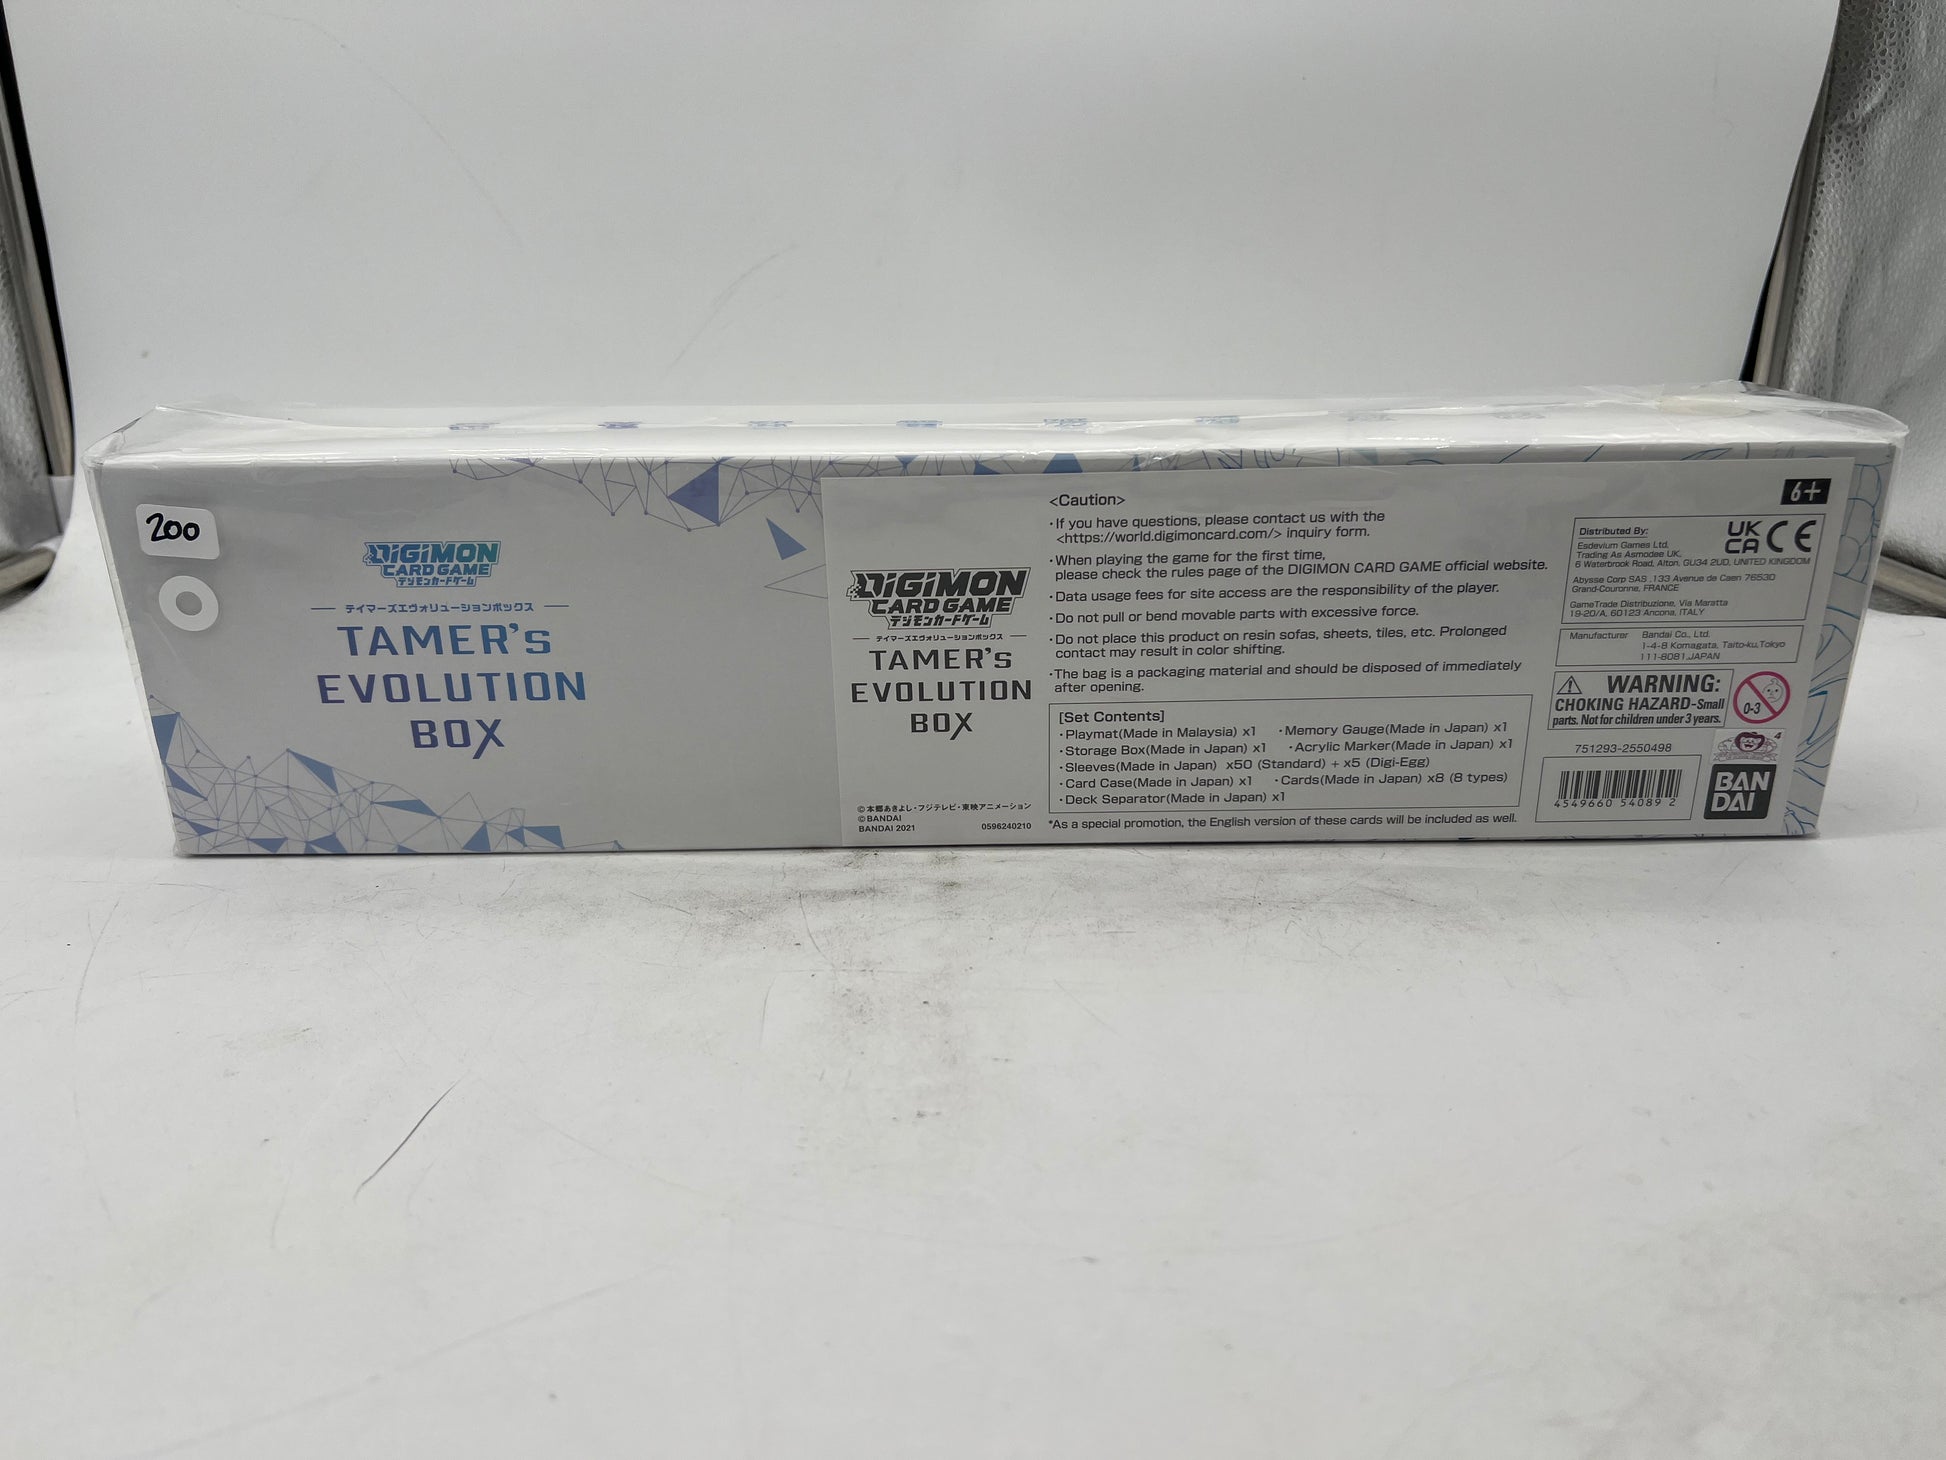 200
DIGIMON
CARD GAME
デジモンカードゲーム
テイマーズエヴォリューションボックス
TAMER's
EVOLUTION
BOX
DIGIMON
CARD GAME
デジモンカードゲーム
テイマーズエヴォリューションボックス
TAMER's
EVOLUTION
BOX
©本郷あきよし・フジテレビ・東映アニメーション
©BANDAI
BANDAI 2021
0596240210
<Caution>
・If you have questions, please contact us with the
<https://world.digimoncard.com/> inquiry form.
・When playing the game for the first time,
please check the rules page of the DIGIMON CARD GAME official website.
・Data usage fees for site access are the responsibility of the player.
・Do not pull or bend movable parts with excessive force.
・Do not place this product on resin sofas, sheets, tiles, etc. Prolonged
contact may result in color shifting.
・The bag is a packaging material and should be disposed of immediately
after opening.
[Set Contents]
・Playmat(Made in Malaysia) x1 ・Memory Gauge(Made in Japan) x1
・Storage Box(Made in Japan) x1 ・Acrylic Marker(Made in Japan) x1
・Sleeves(Made in Japan) x50 (Standard) + x5 (Digi-Egg)
・Card Case(Made in Japan) x1 ・Cards(Made in Japan) x8 (8 types)
・Deck Separator(Made in Japan) x1
*As a special promotion, the English version of these cards will be included as well.
6+
Distributed By:
Esdevium Games Ltd,
Trading As Asmodee UK,
6 Waterbrook Road, Alton, GU34 2UD, UNITED KINGDOM
Abysse Corp SAS ,133 Avenue de Caen 76530
Grand-Couronne, FRANCE
GameTrade Distribuzione, Via Maratta
19-20/A, 60123 Ancona, ITALY
UK
CA CE
Manufacturer Bandai Co., Ltd.
1-4-8 Komagata, Taito-ku,Tokyo
111-8081,JAPAN
WARNING:
CHOKING HAZARD-Small
parts. Not for children under 3 years.
0-3
751293-2550498
4
4549660 54089 2
BAN
DAI